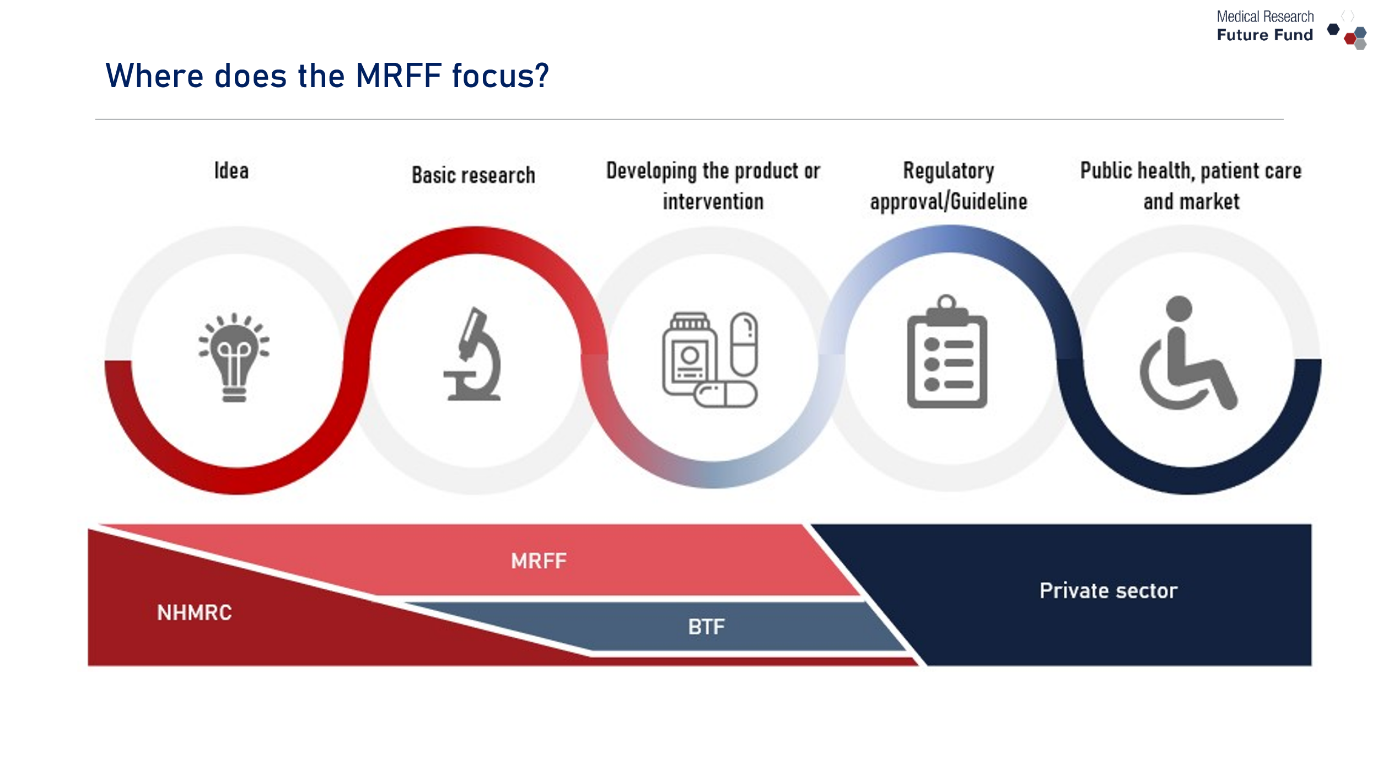 Medical Research
Future Fund
Where does the MRFF focus?
Idea
Basic research
Developing the product or
intervention
Regulatory
approval/Guideline
Public health, patient care
and market
MRFF
NHMRC
BTF
Private sector